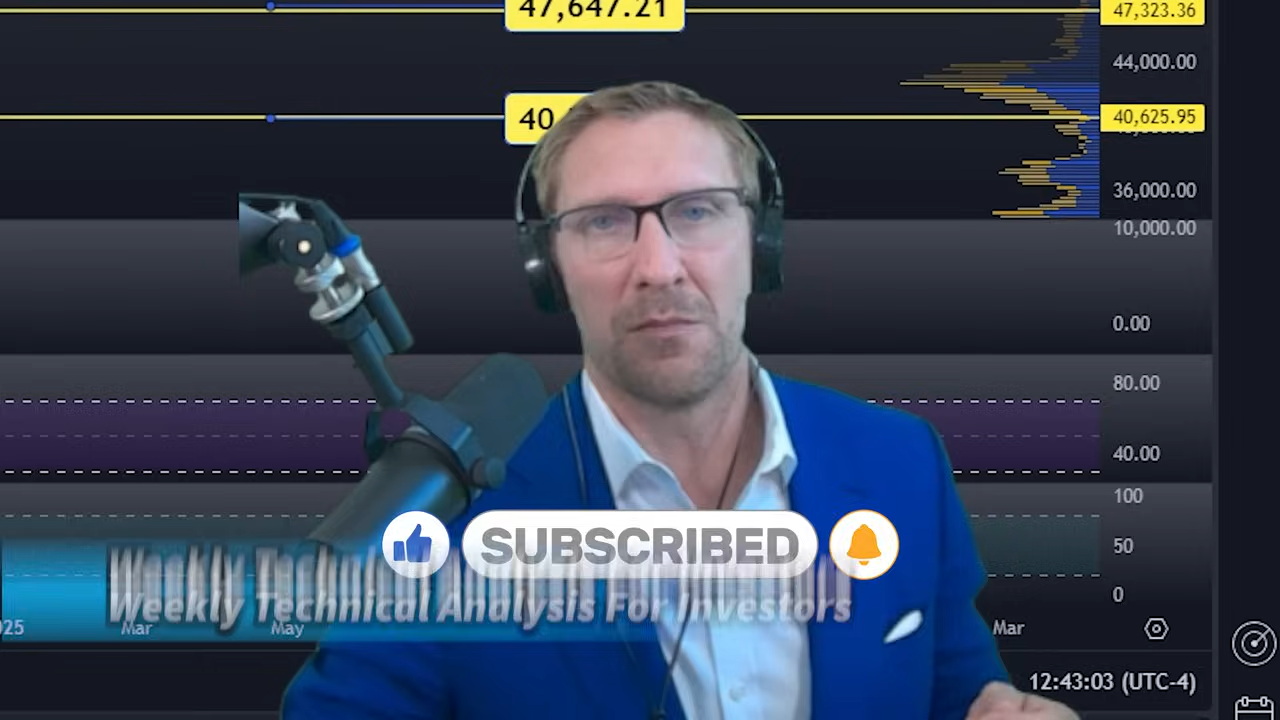 47,647.21
47,323.36
44,000.00
40
40,625.95
36,000.00
10,000.00
0.00
80.00
40.00
100
SUBSCRIBED
50
Weekly Technical Analysis For Investors
0
025
Mar
May
Mar
12:43:03 (UTC-4)